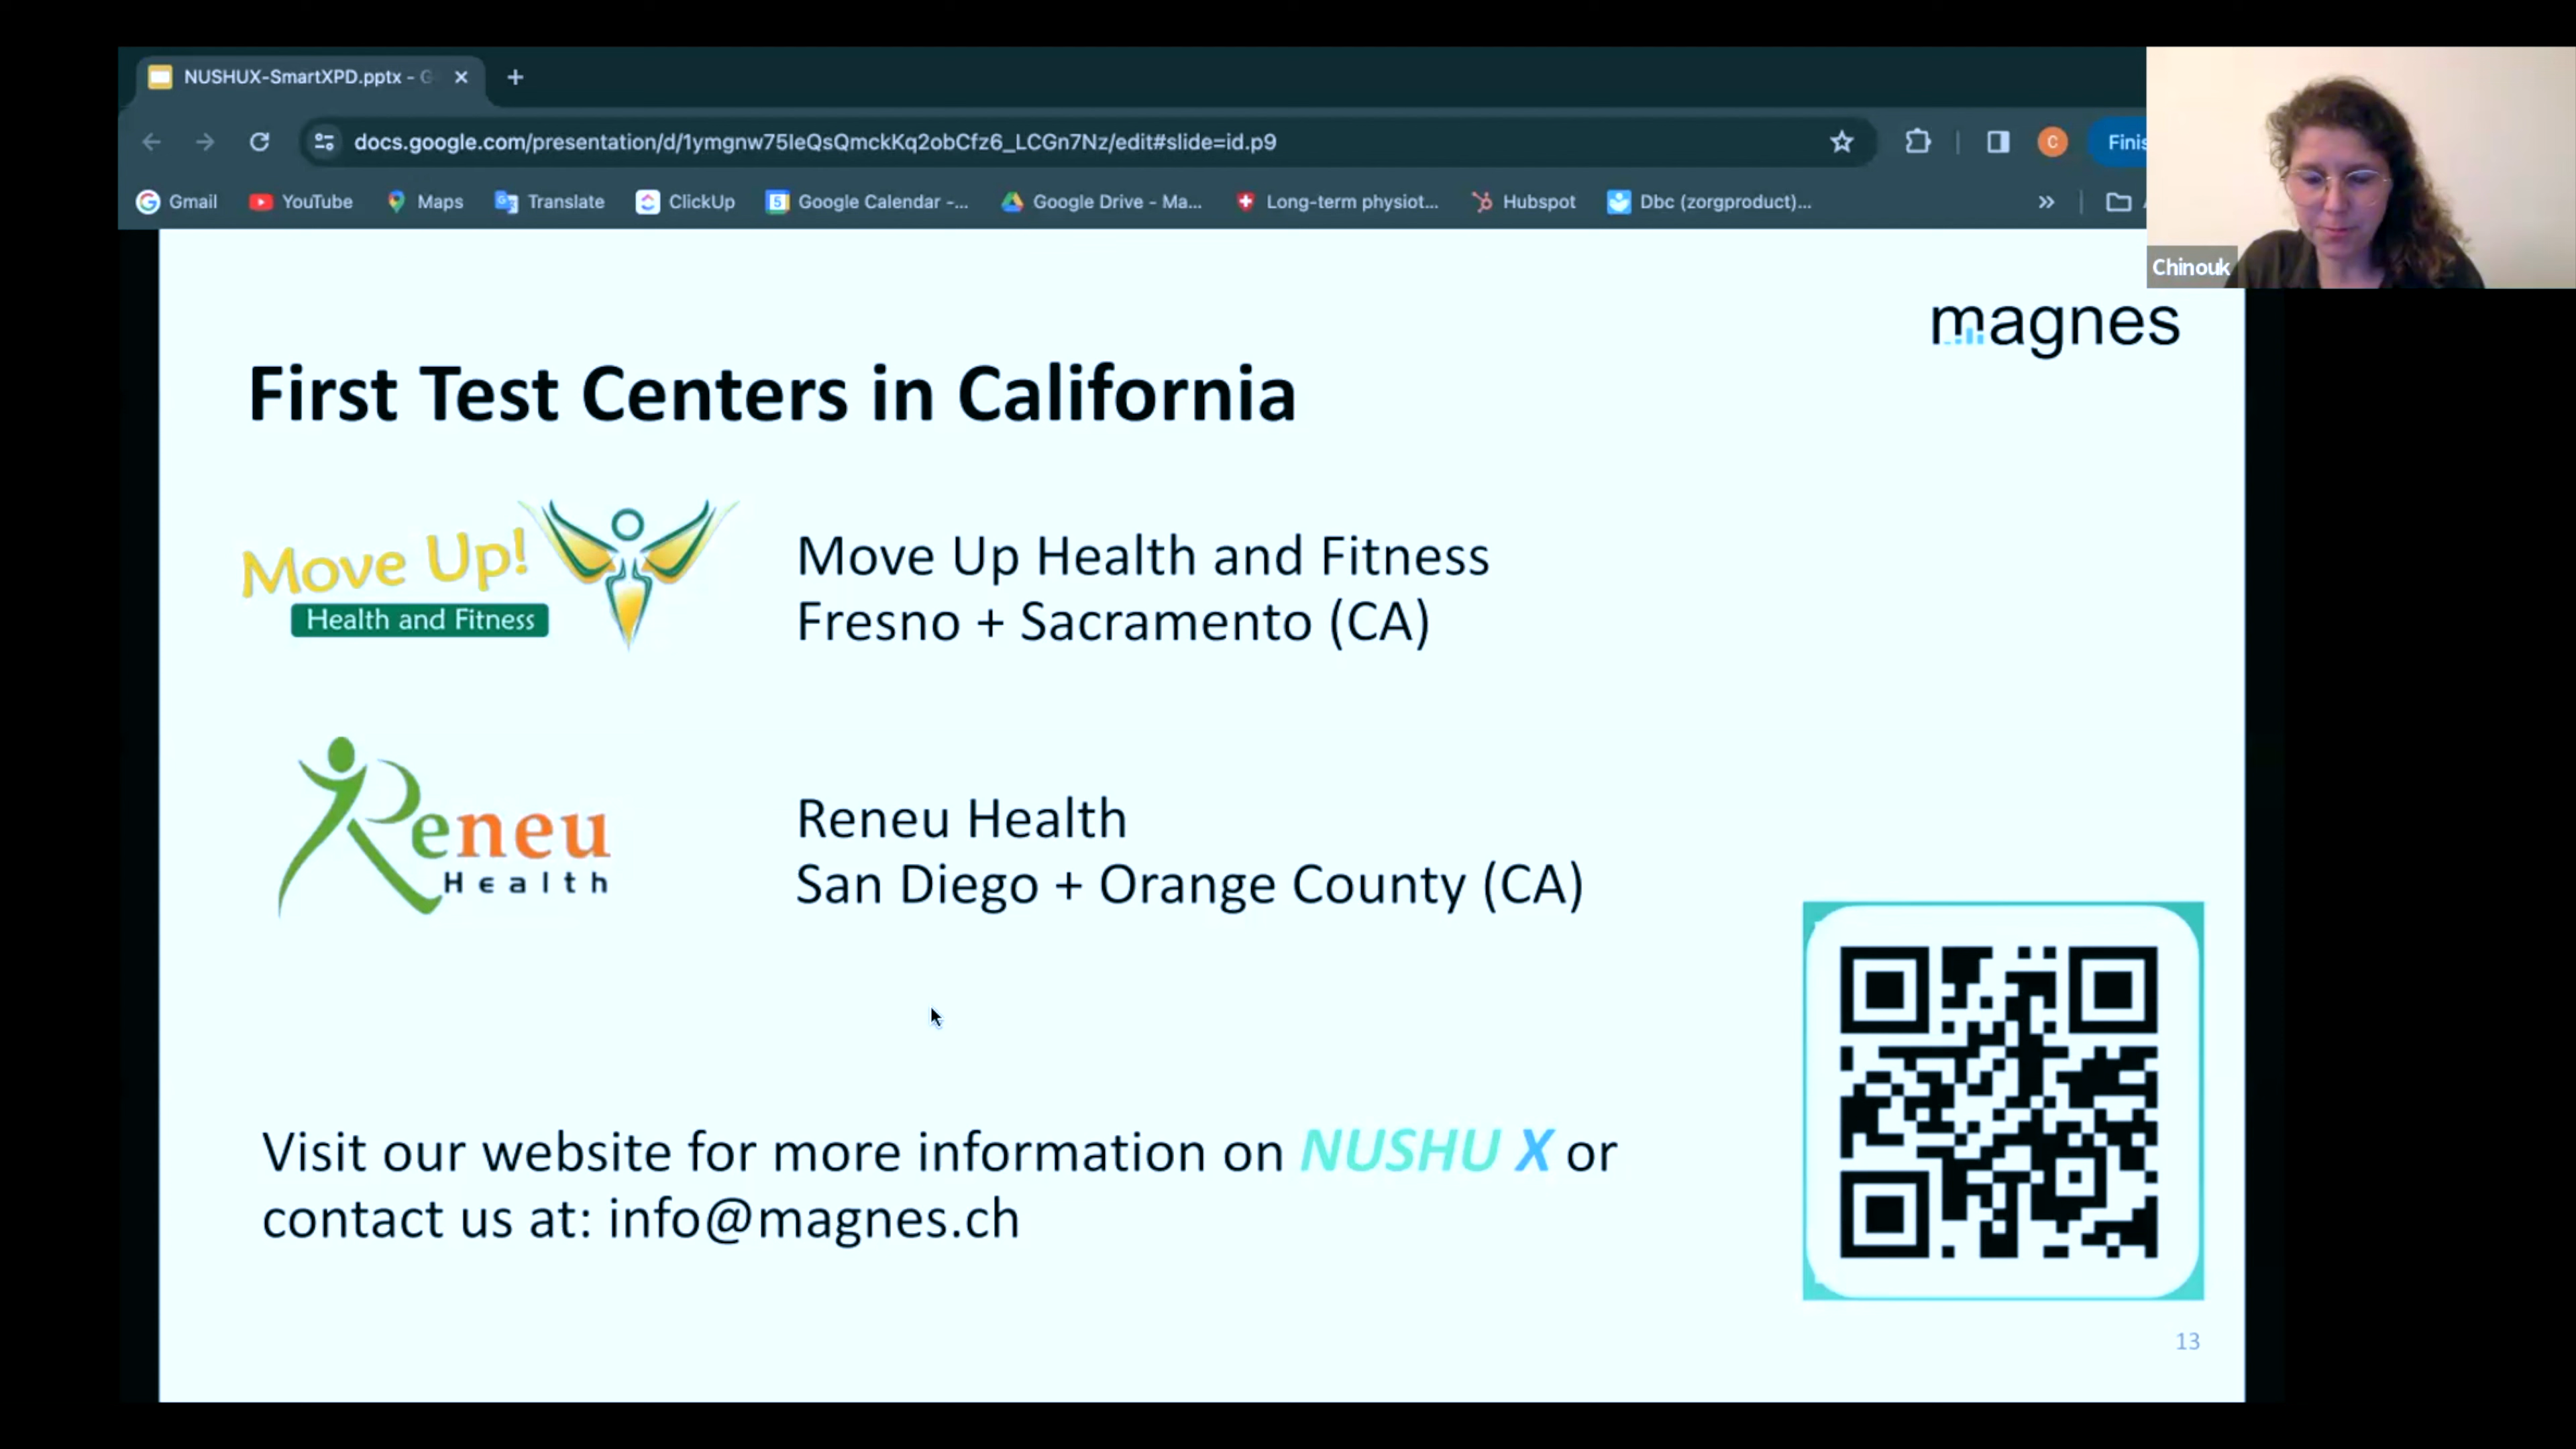 NUSHUX-SmartXPD.pptx - G
docs.google.com/presentation/d/1ymgnw75IeQsQmckKq2obCfz6_LCGn7Nz/edit#slide=id.p9
C
Finis
Gmail
YouTube
Maps
Translate
ClickUp
5
Google Calendar -...
Google Drive - Ma...
Long-term physiot...
Hubspot
Dbc (zorgproduct)...
Chinouk
magnes
First Test Centers in California
Move Up!
Health and Fitness
Move Up Health and Fitness
Fresno + Sacramento (CA)
Reneu
Health
Reneu Health
San Diego + Orange County (CA)
Visit our website for more information on NUSHU X or
contact us at: info@magnes.ch
13